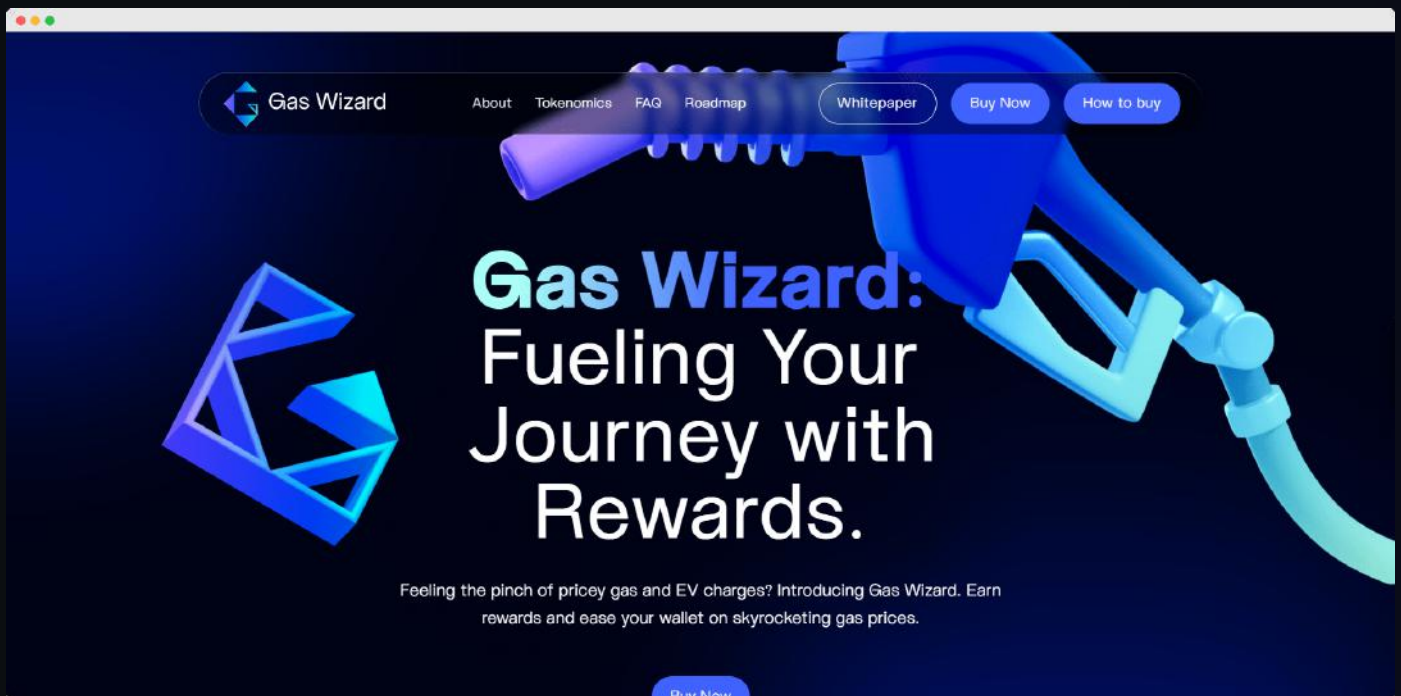 Gas Wizard
About Tokenomics FAQ Roadmap Whitepaper Buy Now How to buy
Gas Wizard:
Fueling Your
Journey with
Rewards.
Feeling the pinch of pricey gas and EV charges? Introducing Gas Wizard. Earn
rewards and ease your wallet on skyrocketing gas prices.
Buy Now